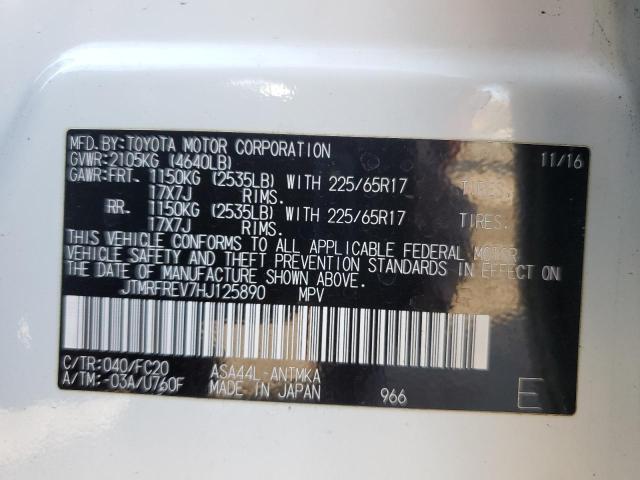 MFD.BY:TOYOTA MOTOR CORPORATION 11/16
GVWR:2105KG (4640LB)
GAWR:FRT. 1150KG (2535LB) WITH 225/65R17 TIRES.
17X7J RIMS.
RR. 1150KG (2535LB) WITH 225/65R17 TIRES.
17X7J RIMS.
THIS VEHICLE CONFORMS TO ALL APPLICABLE FEDERAL MOTOR
VEHICLE SAFETY AND THEFT PREVENTION STANDARDS IN EFFECT ON
THE DATE OF MANUFACTURE SHOWN ABOVE.
JTMRFREV7HJ125890 MPV
C/TR:040/FC20 ASA44L-ANTMKA
A/TM:-03A/U760F MADE IN JAPAN 966 E